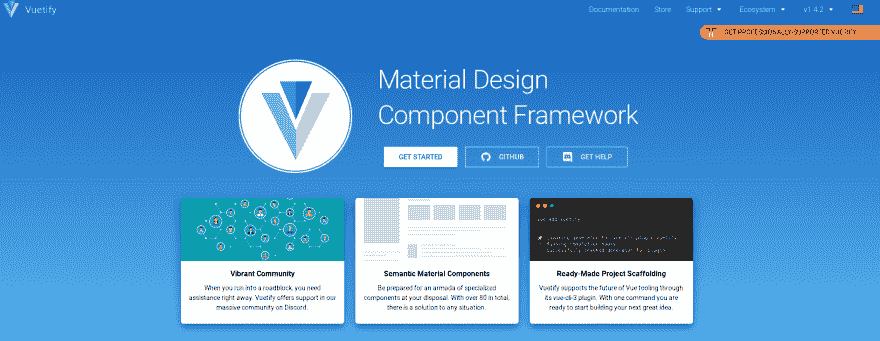 Vuetify
Documentation
Store
Support
Ecosystem
v1.4.2
Material Design
Component Framework
GET STARTED
GITHUB
GET HELP
Vibrant Community
When you run into a roadblock, you need
assistance right away. Vuetify offers support in our
massive community on Discord.
Semantic Material Components
Be prepared for an armada of specialized
components at your disposal. With over 80 in total,
there is a solution to any situation.
vue add vuetify
Ready-Made Project Scaffolding
Vuetify supports the future of Vue tooling through
its vue-cli-3 plugin. With one command you are
ready to start building your next great idea.